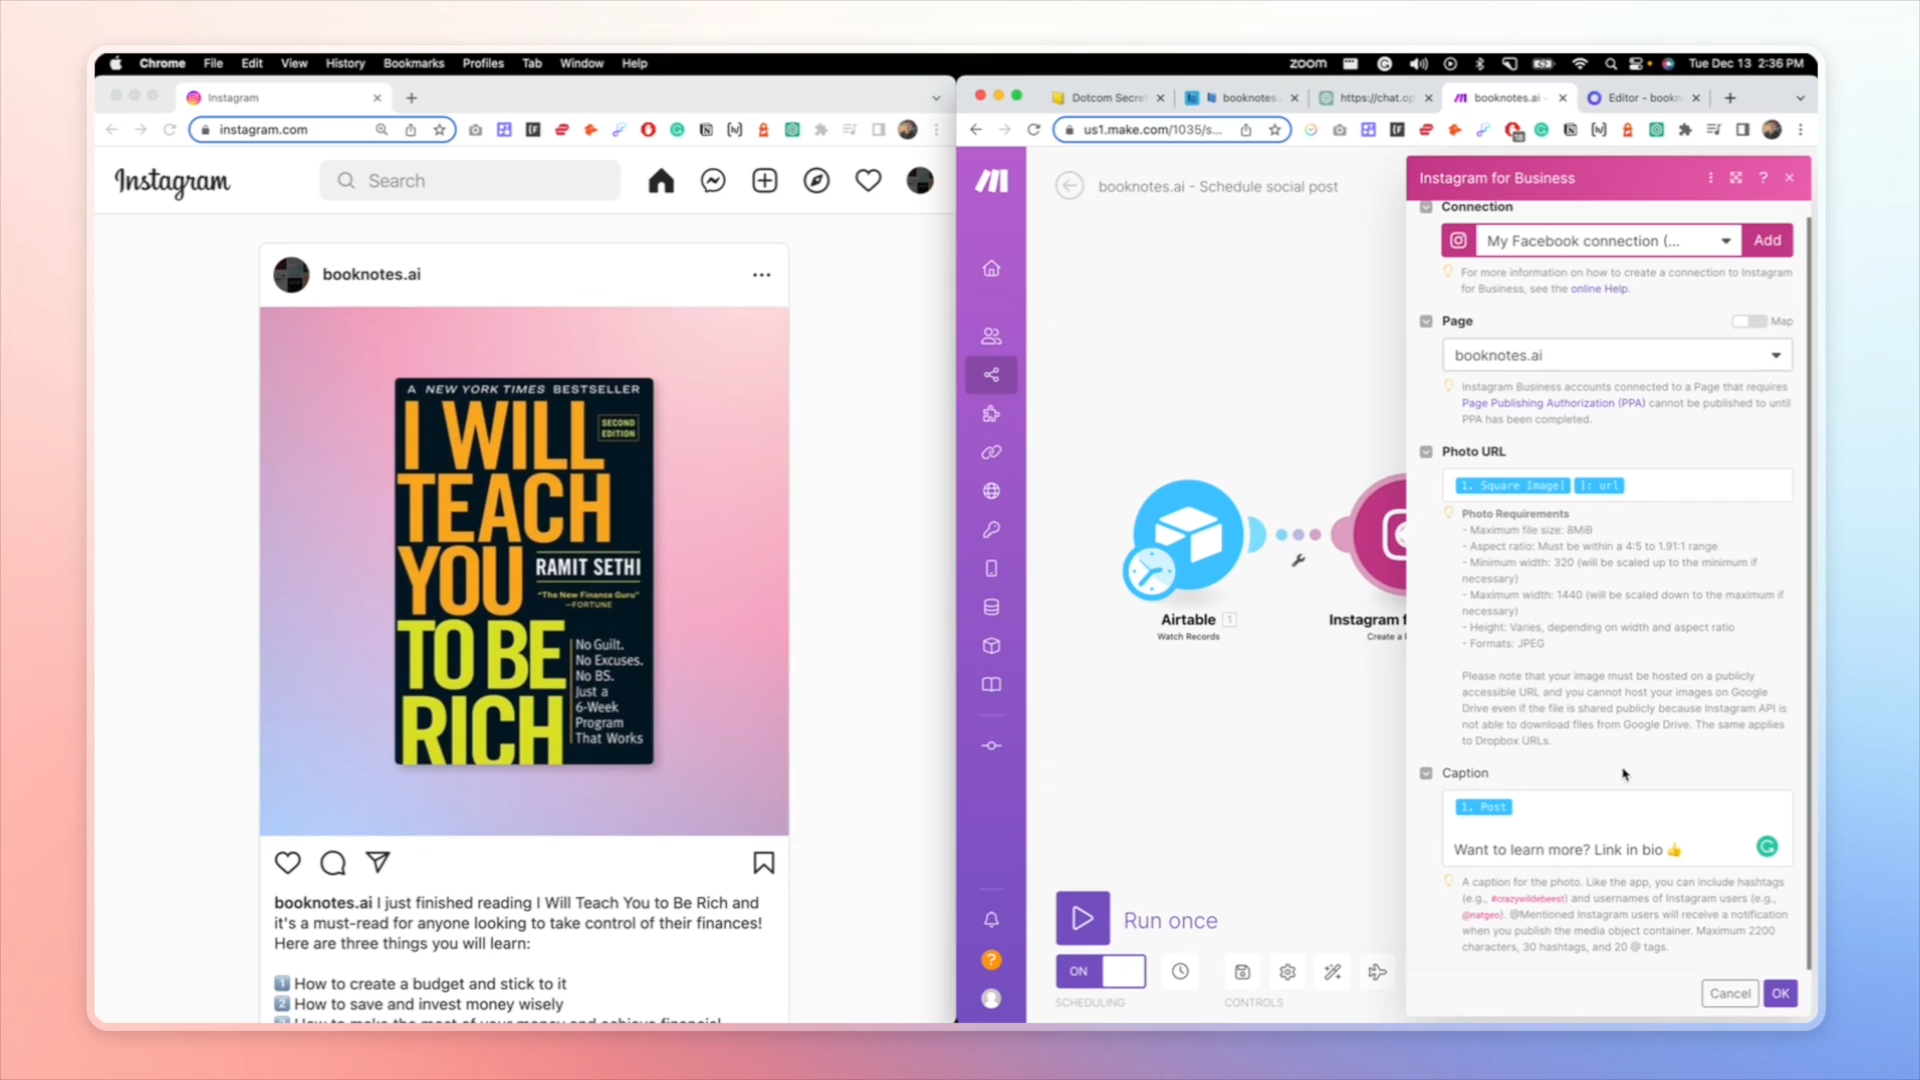 Chrome File Edit View History Bookmarks Profiles Tab Window Help
zoom
Tue Dec 13 2:36 PM
Instagram
instagram.com
Instagram
Search
booknotes.ai
A NEW YORK TIMES BESTSELLER
I WILL
SECOND
EDITION
TEACH
YOU
RAMIT SETHI
"The New Finance Guru"
—FORTUNE
TO BE
RICH
No Guilt.
No Excuses.
No BS.
Just a
6-Week
Program
That Works
booknotes.ai I just finished reading I Will Teach You to Be Rich and
it's a must-read for anyone looking to take control of their finances!
Here are three things you will learn:
1 How to create a budget and stick to it
2 How to save and invest money wisely
Dotcom Secre
booknotes.
https://chat.op
booknotes.ai -
Editor - bookn
us1.make.com/1035/s...
18
booknotes.ai - Schedule social post
Airtable 1
Watch Records
Instagram f
Create a
Run once
ON
SCHEDULING
CONTROLS
Instagram for Business
?
Connection
My Facebook connection (...
Add
For more information on how to create a connection to Instagram
for Business, see the online Help.
Page
Map
booknotes.ai
Instagram Business accounts connected to a Page that requires
Page Publishing Authorization (PPA) cannot be published to until
PPA has been completed.
Photo URL
1. Square Image[ ]: url
Photo Requirements
- Maximum file size: 8MiB
- Aspect ratio: Must be within a 4:5 to 1.91:1 range
- Minimum width: 320 (will be scaled up to the minimum if
necessary)
- Maximum width: 1440 (will be scaled down to the maximum if
necessary)
- Height: Varies, depending on width and aspect ratio
- Formats: JPEG
Please note that your image must be hosted on a publicly
accessible URL and you cannot host your images on Google
Drive even if the file is shared publicly because Instagram API is
not able to download files from Google Drive. The same applies
to Dropbox URLs.
Caption
1. Post
Want to learn more? Link in bio 👍
A caption for the photo. Like the app, you can include hashtags
(e.g., #crazywildebeest) and usernames of Instagram users (e.g.,
@natgeo). @Mentioned Instagram users will receive a natfication
when you publish the media object container. Maximum 2200
characters, 30 hashtags, and 20 @ tags.
Cancel
OK